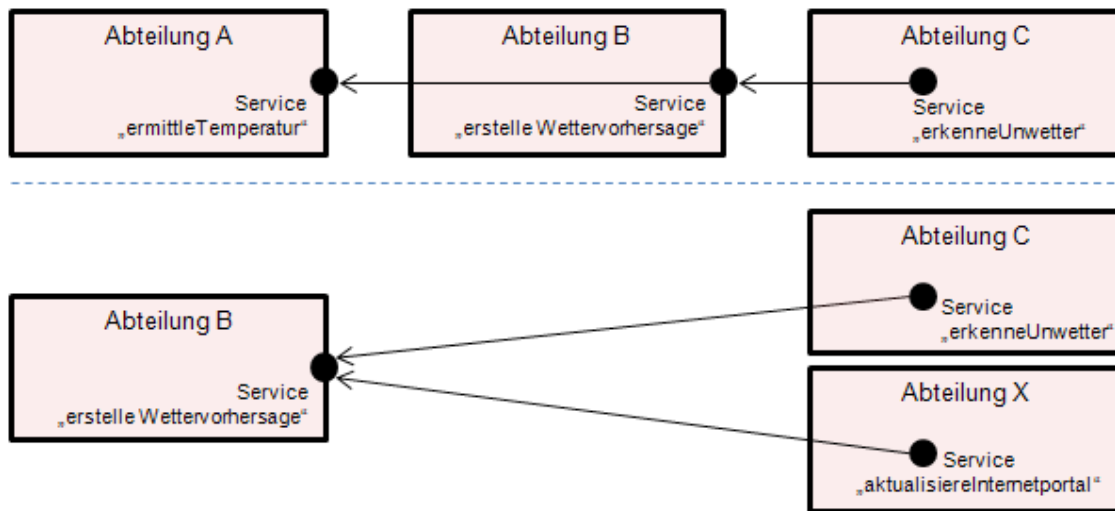 Abteilung A
Service
„ermittleTemperatur“
Abteilung B
Service
„erstelle Wettervorhersage“
Abteilung C
Service
„erkenneUnwetter“
Abteilung B
Service
„erstelle Wettervorhersage“
Abteilung C
Service
„erkenneUnwetter“
Abteilung X
Service
„aktualisiereInternetportal“